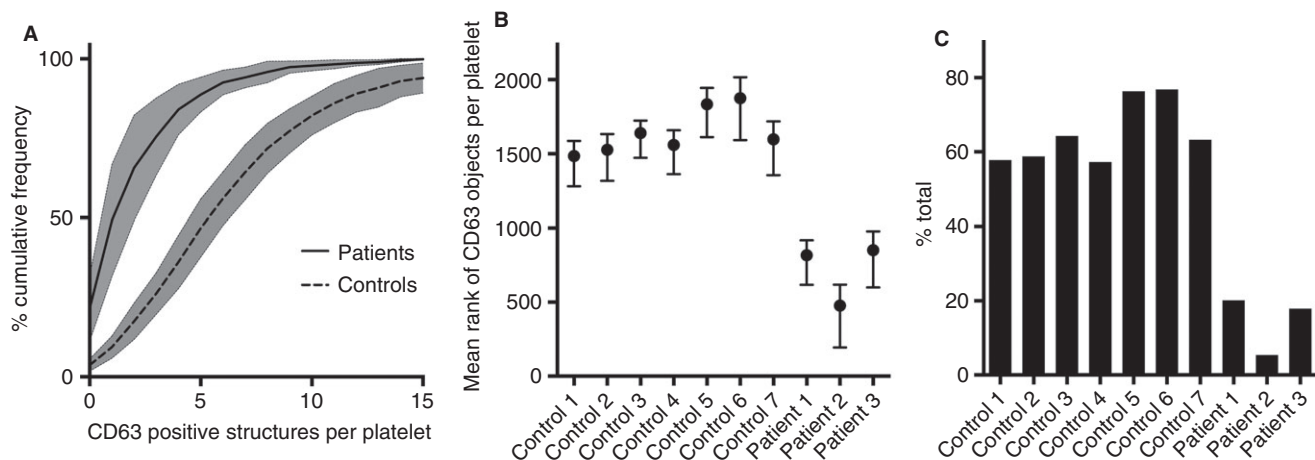 A
% cumulative frequency
100
50
0
0
5
10
15
Patients
Controls
CD63 positive structures per platelet
B
Mean rank of CD63 objects per platelet
2000
1500
1000
500
0
Control 1
Control 2
Control 3
Control 4
Control 5
Control 6
Control 7
Patient 1
Patient 2
Patient 3
C
% total
80
60
40
20
0
Control 1
Control 2
Control 3
Control 4
Control 5
Control 6
Control 7
Patient 1
Patient 2
Patient 3